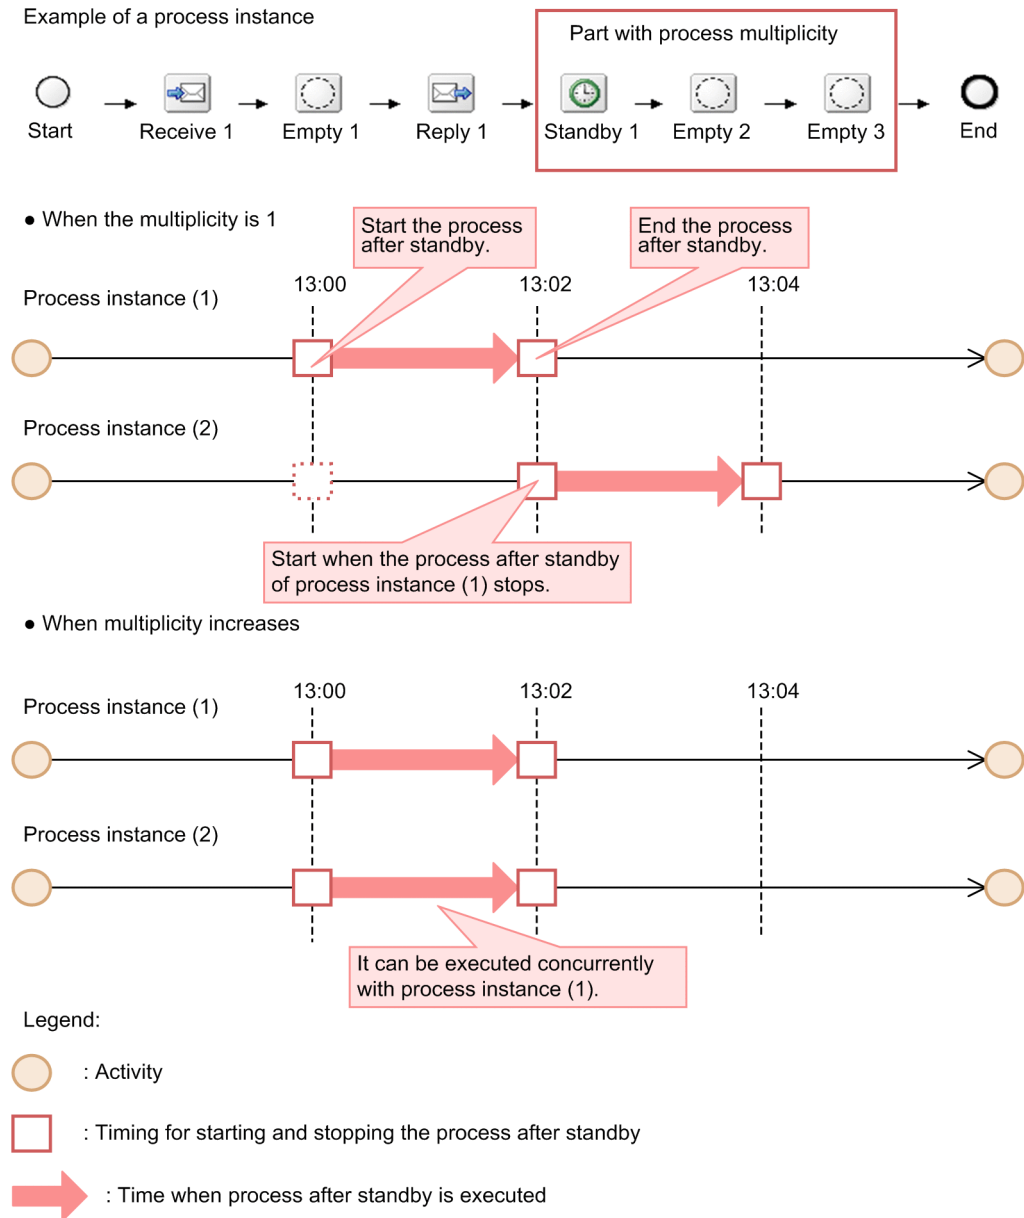 Example of a process instance
Part with process multiplicity
Start
Receive 1
Empty 1
Reply 1
Standby 1
Empty 2
Empty 3
End
● When the multiplicity is 1
Start the process
after standby.
End the process
after standby.
Process instance (1)
13:00
13:02
13:04
Process instance (2)
Start when the process after standby
of process instance (1) stops.
● When multiplicity increases
Process instance (1)
13:00
13:02
13:04
Process instance (2)
It can be executed concurrently
with process instance (1).
Legend:
: Activity
: Timing for starting and stopping the process after standby
: Time when process after standby is executed